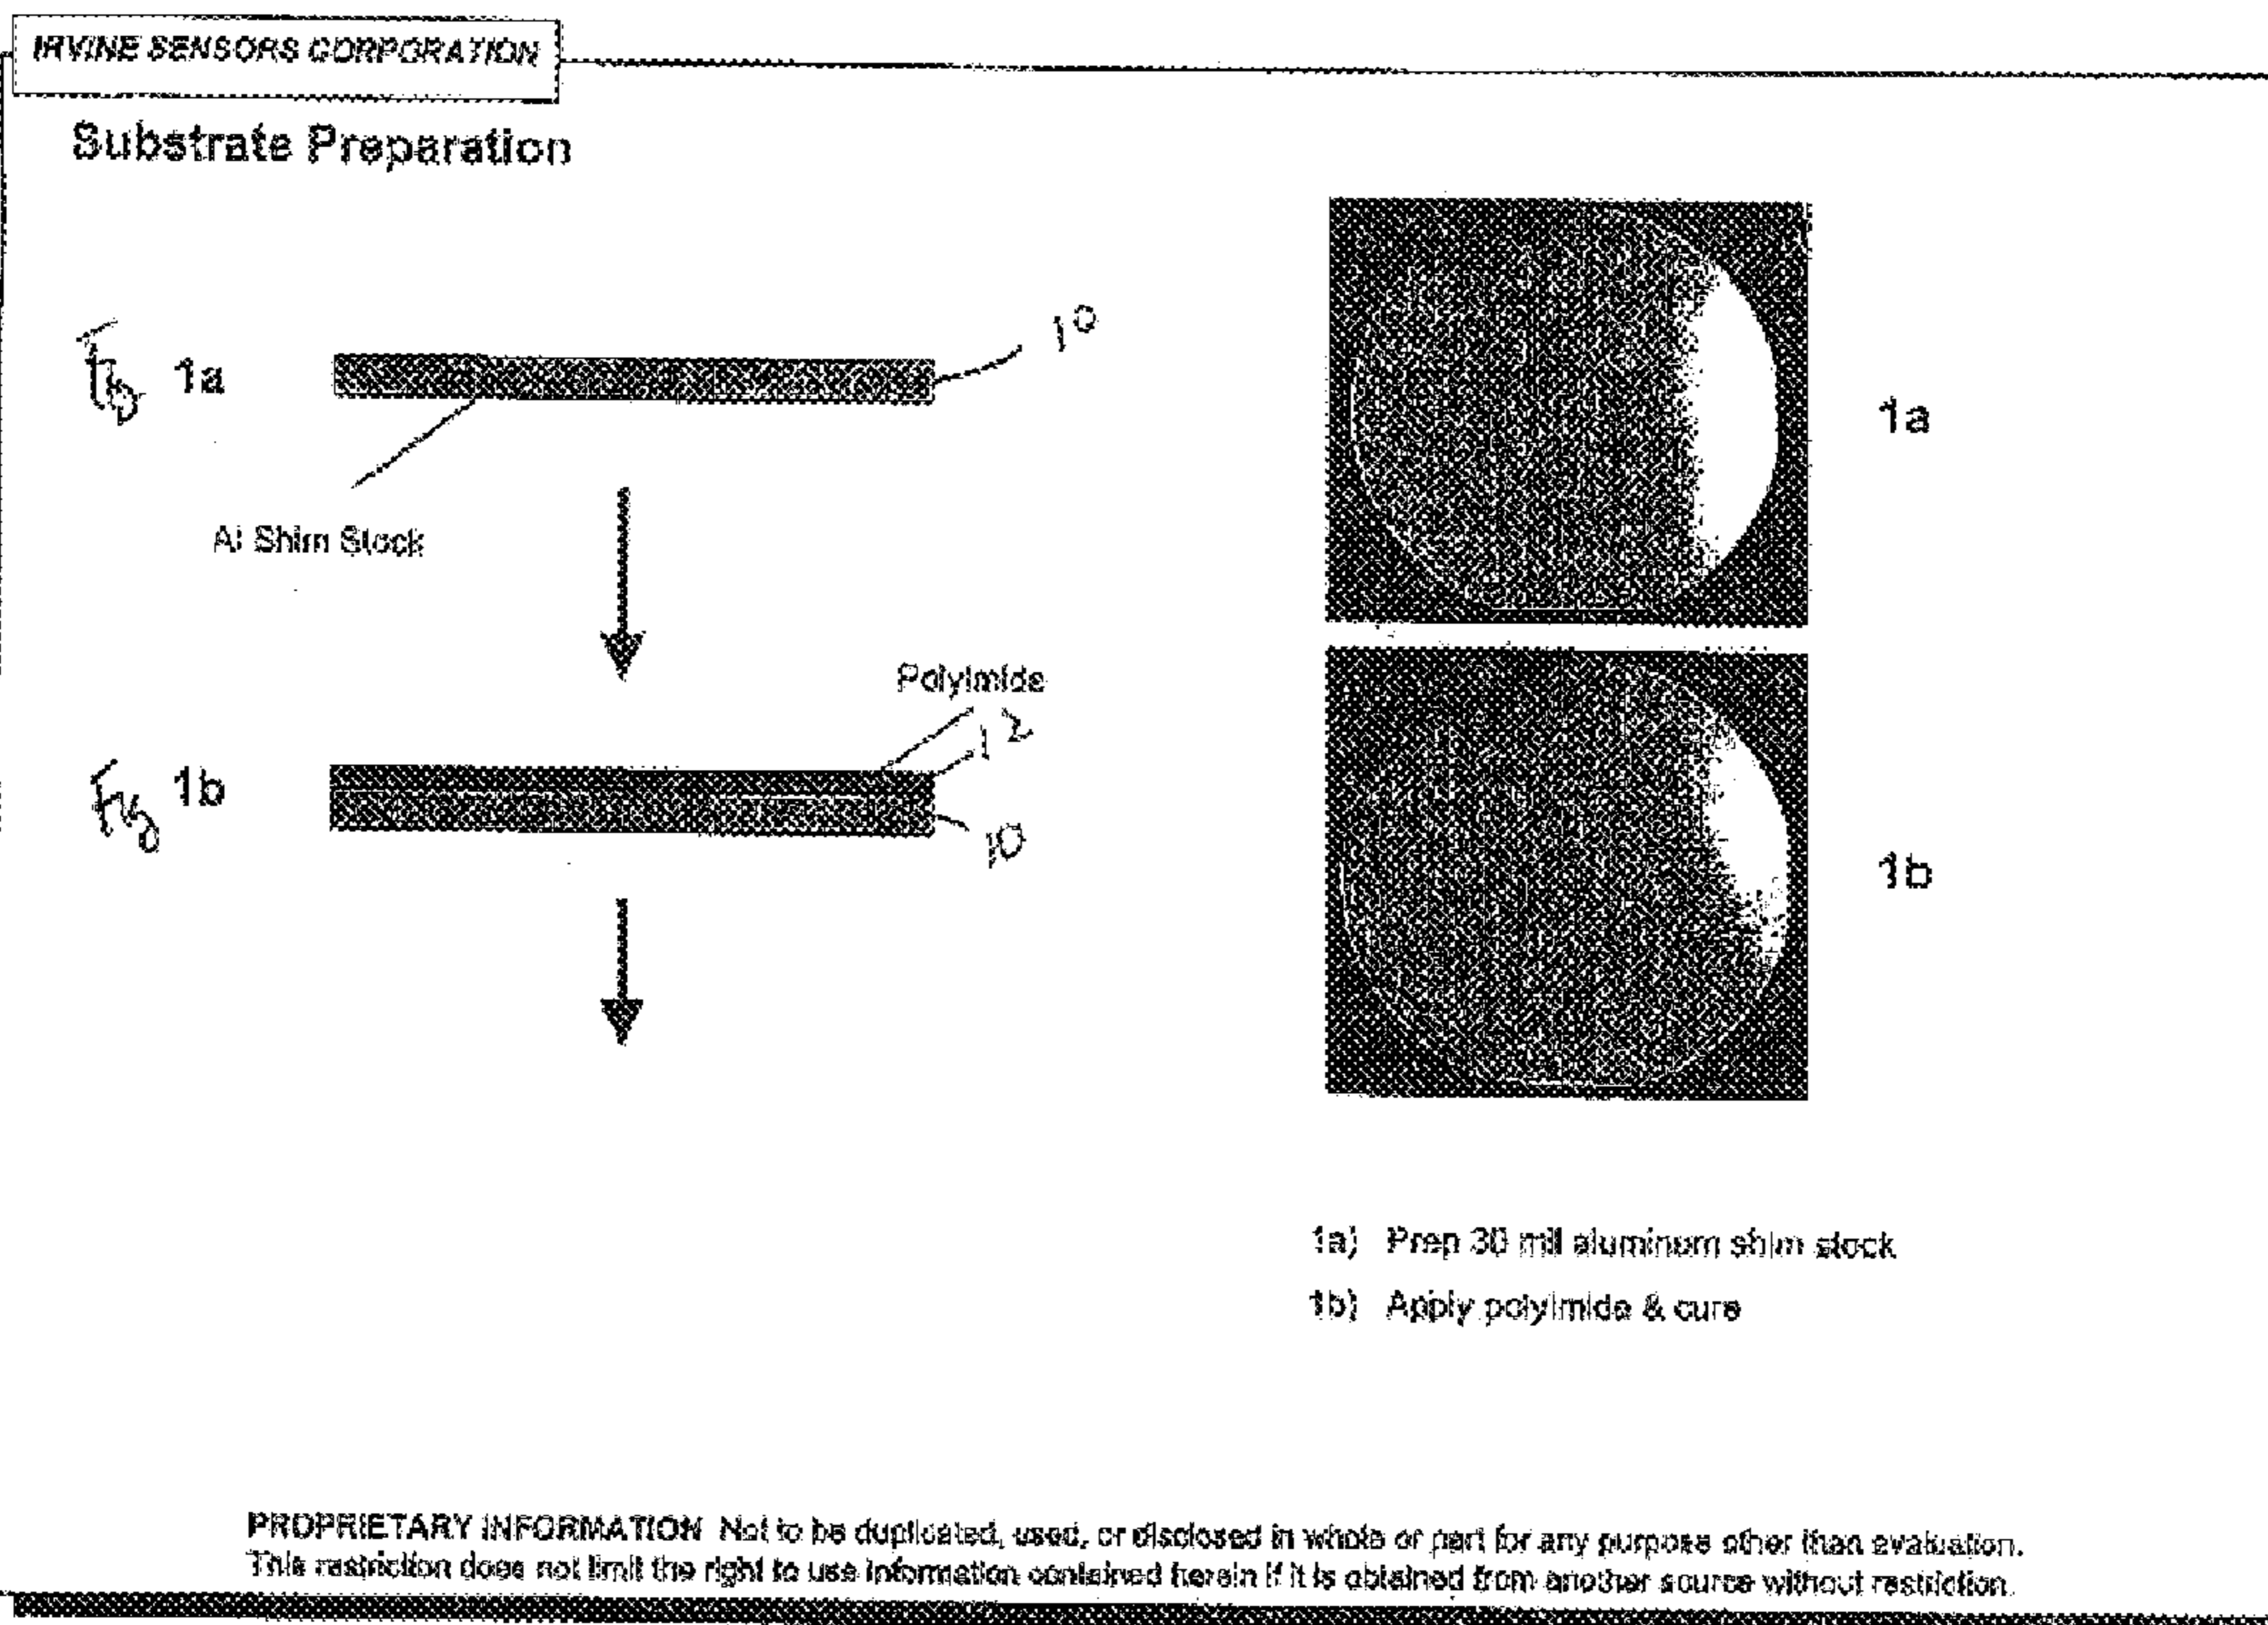 IRVINE SENSORS CORPORATION
Substrate Preparation
Fig 1a
10
1a
Al Shim Stock
Polyimide
12
Fig 1b
10
1b
1a) Prep 30 mil aluminum shim stock
1b) Apply polyimide & cure
PROPRIETARY INFORMATION Not to be duplicated, used, or disclosed in whole or part for any purpose other than evaluation.
This restriction does not limit the right to use information contained herein if it is obtained from another source without restriction.